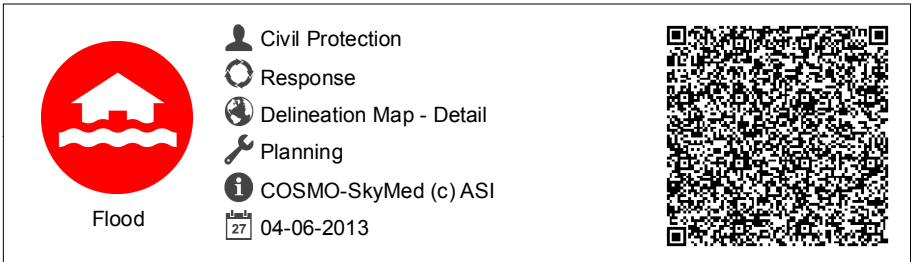 Civil Protection
Response
Delineation Map - Detail
Planning
COSMO-SkyMed (c) ASI
27 04-06-2013
Flood